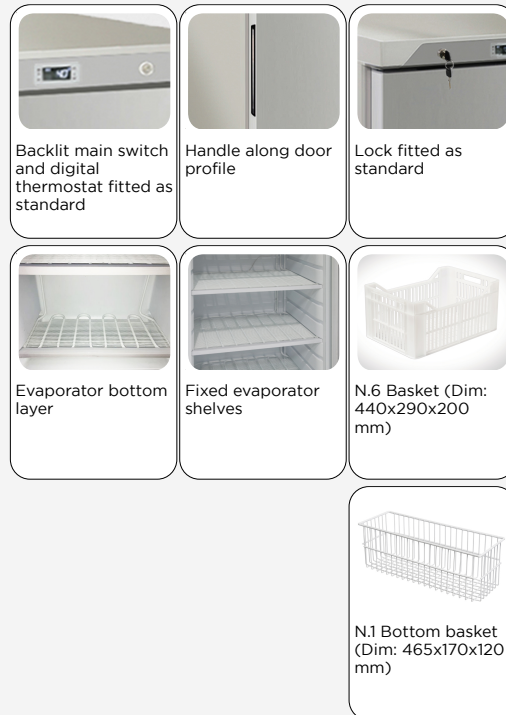 Backlit main switch
and digital
thermostat fitted as
standard
Handle along door
profile
Lock fitted as
standard
Evaporator bottom
layer
Fixed evaporator
shelves
N.6 Basket (Dim:
440x290x200
mm)
N.1 Bottom basket
(Dim: 465x170x120
mm)